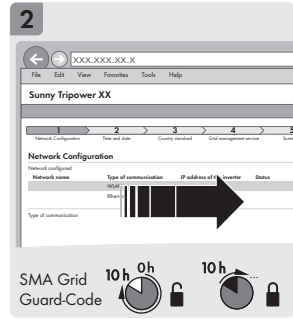 2
XXX.XXX.XX.X
File Edit View Favorites Tools Help
Sunny Tripower XX
1 2 3 4 5
Network Configuration Time and date Country standard Grid management service
Network Configuration
Network configured
Network name Type of communication IP address of the inverter Status
WLAN
Type of communication
10 h 0 h 10 h ...
SMA Grid
Guard-Code